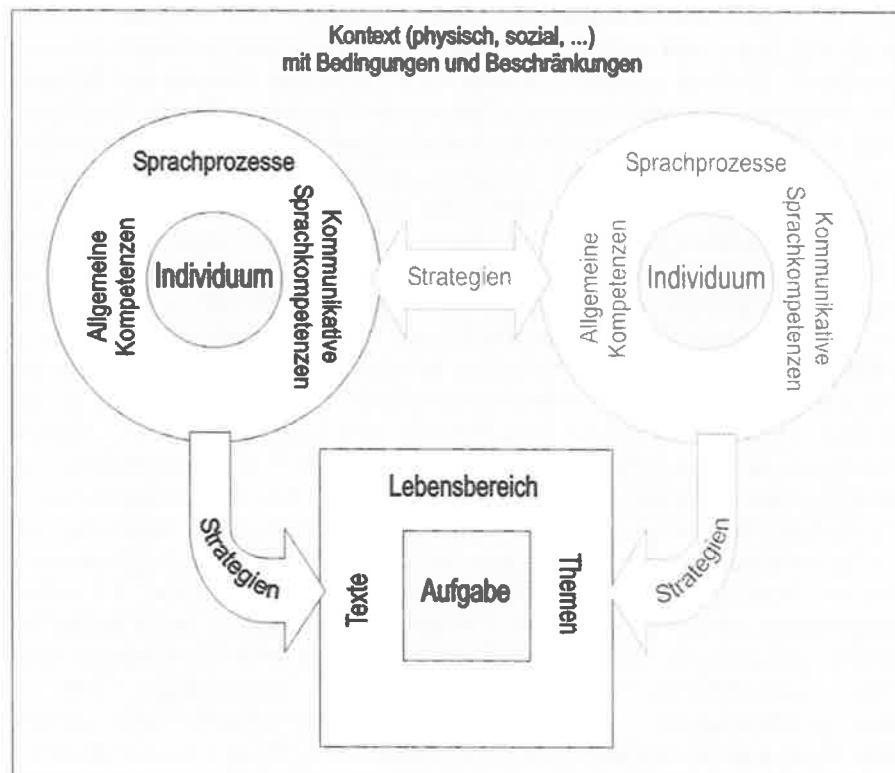 Kontext (physisch, sozial, ...)
mit Bedingungen und Beschränkungen
Sprachprozesse
Allgemeine
Kompetenzen
Individuum
Kommunikative
Sprachkompetenzen
Strategien
Sprachprozesse
Allgemeine
Kompetenzen
Individuum
Kommunikative
Sprachkompetenzen
Strategien
Lebensbereich
Texte
Aufgabe
Themen
Strategien